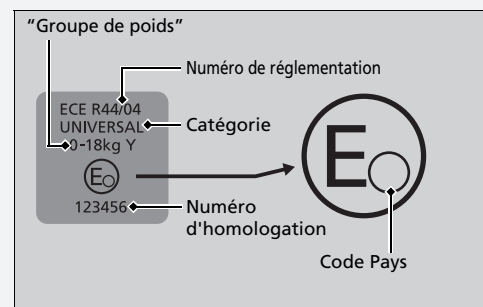 "Groupe de poids"
Numéro de réglementation
ECE R44/04
UNIVERSAL
Catégorie
0-18kg Y
E
E
123456
Numéro
d'homologation
Code Pays